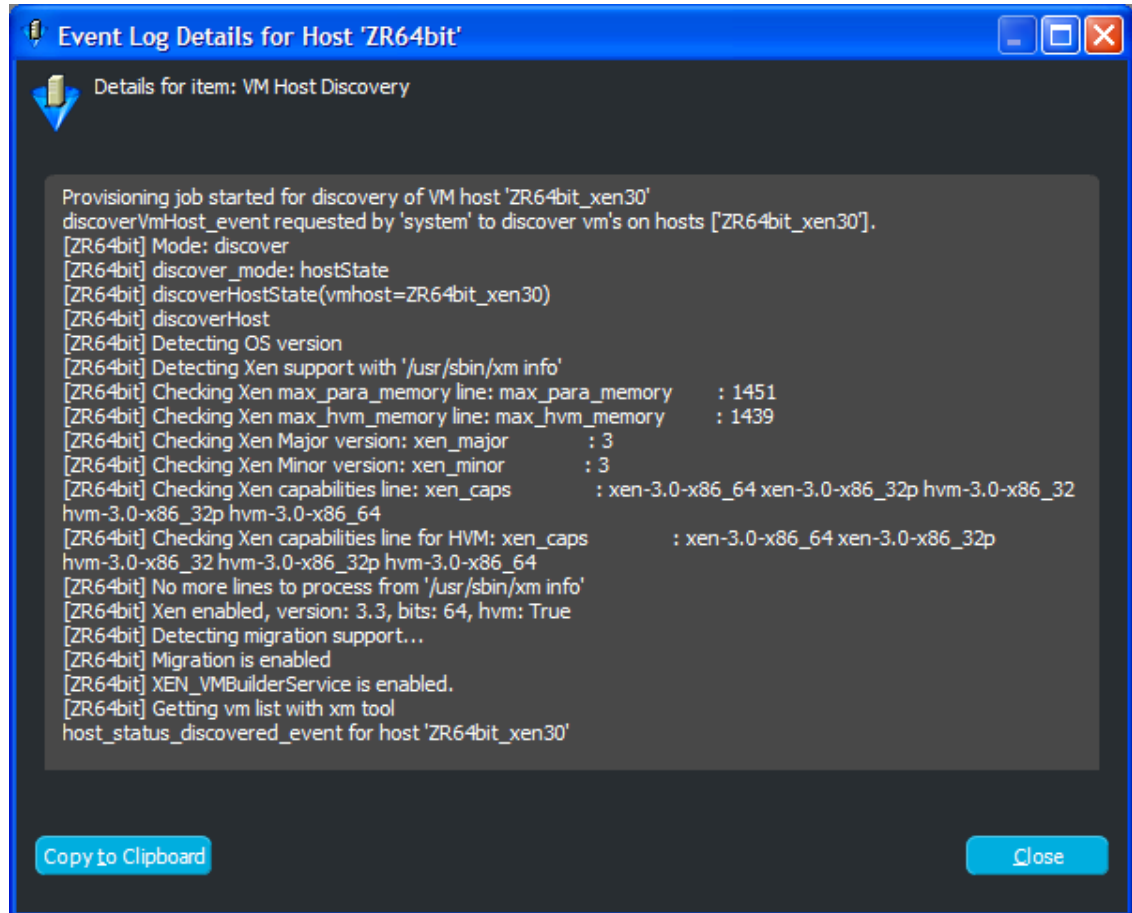 Event Log Details for Host 'ZR64bit'
Details for item: VM Host Discovery
Provisioning job started for discovery of VM host 'ZR64bit_xen30'
discoverVmHost_event requested by 'system' to discover vm's on hosts ['ZR64bit_xen30'].
[ZR64bit] Mode: discover
[ZR64bit] discover_mode: hostState
[ZR64bit] discoverHostState(vmhost=ZR64bit_xen30)
[ZR64bit] discoverHost
[ZR64bit] Detecting OS version
[ZR64bit] Detecting Xen support with '/usr/sbin/xm info'
[ZR64bit] Checking Xen max_para_memory line: max_para_memory : 1451
[ZR64bit] Checking Xen max_hvm_memory line: max_hvm_memory : 1439
[ZR64bit] Checking Xen Major version: xen_major : 3
[ZR64bit] Checking Xen Minor version: xen_minor : 3
[ZR64bit] Checking Xen capabilities line: xen_caps : xen-3.0-x86_64 xen-3.0-x86_32p hvm-3.0-x86_32
hvm-3.0-x86_32p hvm-3.0-x86_64
[ZR64bit] Checking Xen capabilities line for HVM: xen_caps : xen-3.0-x86_64 xen-3.0-x86_32p
hvm-3.0-x86_32 hvm-3.0-x86_32p hvm-3.0-x86_64
[ZR64bit] No more lines to process from '/usr/sbin/xm info'
[ZR64bit] Xen enabled, version: 3.3, bits: 64, hvm: True
[ZR64bit] Detecting migration support...
[ZR64bit] Migration is enabled
[ZR64bit] XEN_VMBuilderService is enabled.
[ZR64bit] Getting vm list with xm tool
host_status_discovered_event for host 'ZR64bit_xen30'
Copy to Clipboard
Close